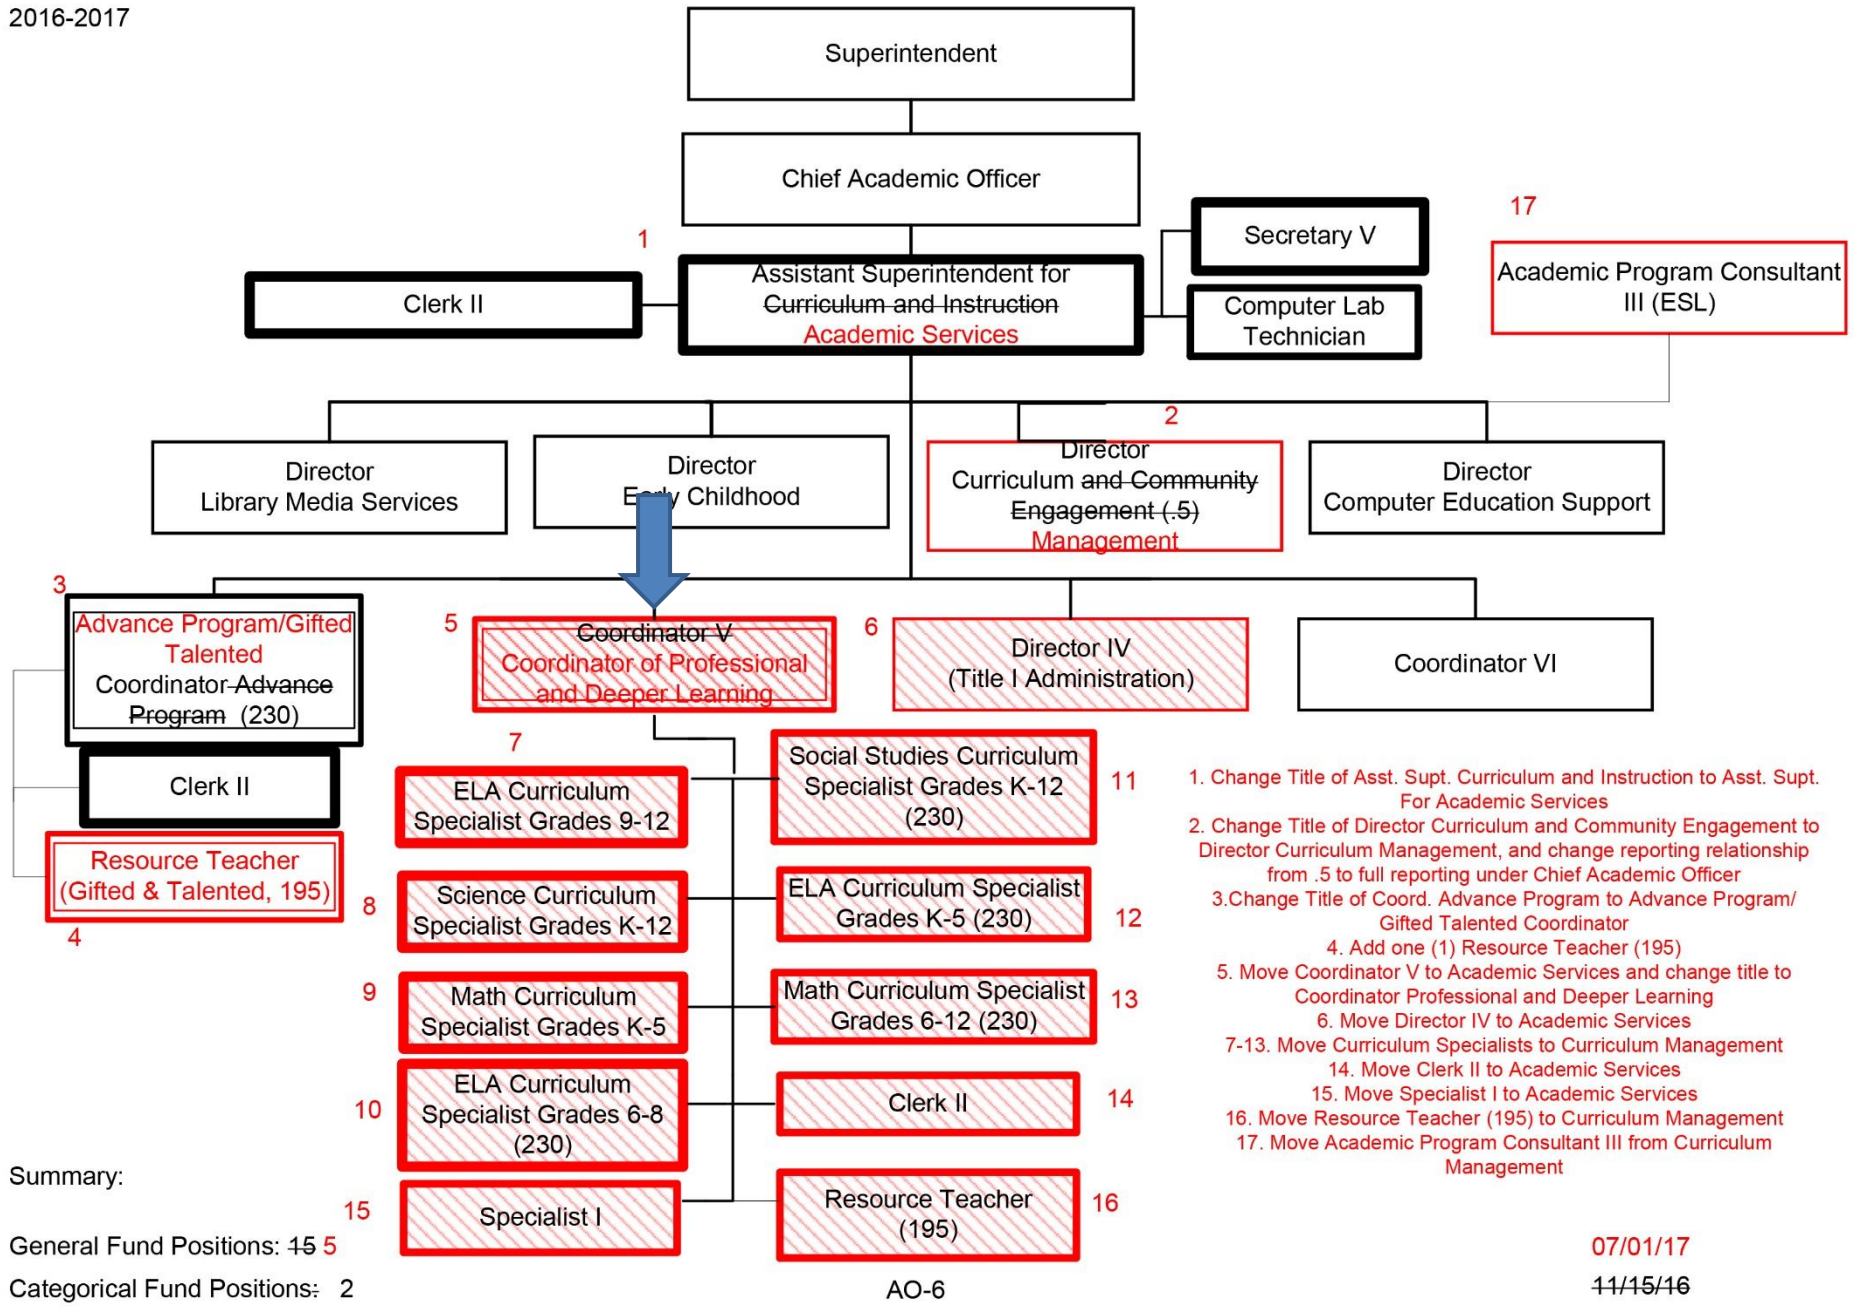 2016-2017
Superintendent
Chief Academic Officer
1
17
Secretary V
Clerk II
Assistant Superintendent for
Curriculum and Instruction
Academic Services
Computer Lab
Technician
Academic Program Consultant
III (ESL)
2
Director
Library Media Services
Director
Early Childhood
Director
Curriculum and Community
Engagement (.5)
Management
Director
Computer Education Support
3
Advance Program/Gifted
Talented
Coordinator Advance
Program (230)
5
Coordinator V
Coordinator of Professional
and Deeper Learning
6
Director IV
(Title I Administration)
Coordinator VI
Clerk II
Resource Teacher
(Gifted & Talented, 195)
4
7
ELA Curriculum
Specialist Grades 9-12
Social Studies Curriculum
Specialist Grades K-12
(230)
11
8
Science Curriculum
Specialist Grades K-12
ELA Curriculum Specialist
Grades K-5 (230)
12
9
Math Curriculum
Specialist Grades K-5
Math Curriculum Specialist
Grades 6-12 (230)
13
10
ELA Curriculum
Specialist Grades 6-8
(230)
Clerk II
14
15
Specialist I
Resource Teacher
(195)
16
1. Change Title of Asst. Supt. Curriculum and Instruction to Asst. Supt.
For Academic Services
2. Change Title of Director Curriculum and Community Engagement to
Director Curriculum Management, and change reporting relationship
from .5 to full reporting under Chief Academic Officer
3.Change Title of Coord. Advance Program to Advance Program/
Gifted Talented Coordinator
4. Add one (1) Resource Teacher (195)
5. Move Coordinator V to Academic Services and change title to
Coordinator Professional and Deeper Learning
6. Move Director IV to Academic Services
7-13. Move Curriculum Specialists to Curriculum Management
14. Move Clerk II to Academic Services
15. Move Specialist I to Academic Services
16. Move Resource Teacher (195) to Curriculum Management
17. Move Academic Program Consultant III from Curriculum
Management
Summary:
General Fund Positions: 15 5
Categorical Fund Positions: 2
AO-6
07/01/17
11/15/16